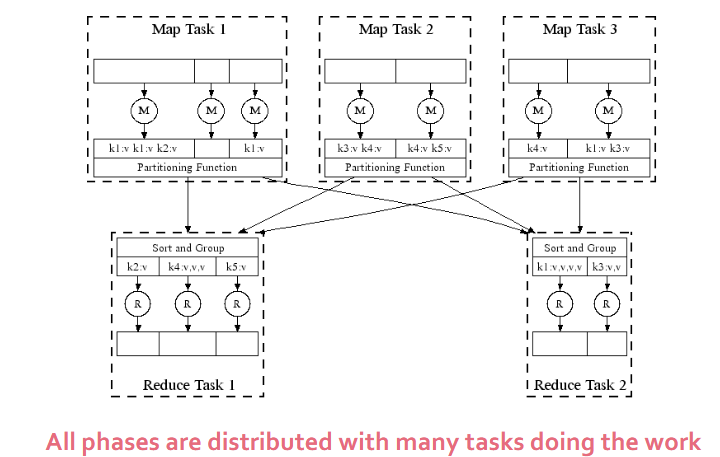 Map Task 1 Map Task 2 Map Task 3
M M M M M M M
k1:v k1:v k2:v k1:v k3:v k4:v k4:v k5:v k4:v k1:v k3:v
Partitioning Function Partitioning Function Partitioning Function
Sort and Group Sort and Group
k2:v k4:v,v,v k5:v k1:v,v,v,v k3:v,v
R R R R R
Reduce Task 1 Reduce Task 2
All phases are distributed with many tasks doing the work